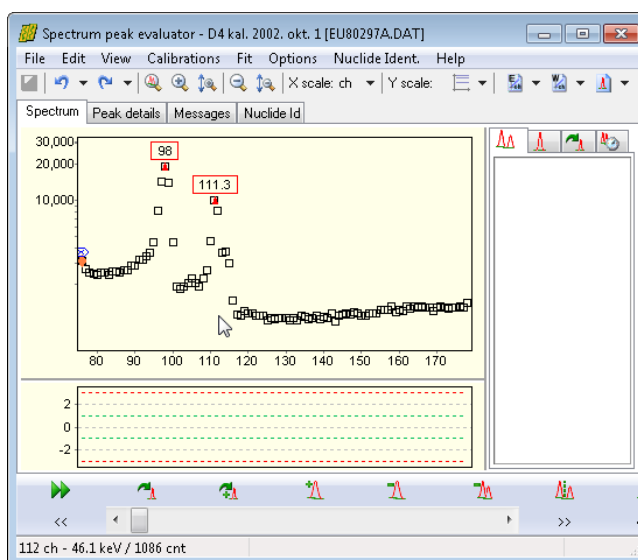 Spectrum peak evaluator - D4 kal. 2002. okt. 1 [EU80297A.DAT]
File Edit View Calibrations Fit Options Nuclide Ident. Help
X scale: ch Y scale:
Spectrum Peak details Messages Nuclide Id
30,000
20,000
10,000
98
111.3
80 90 100 110 120 130 140 150 160 170
2
0
-2
<< >>
112 ch - 46.1 keV / 1086 cnt